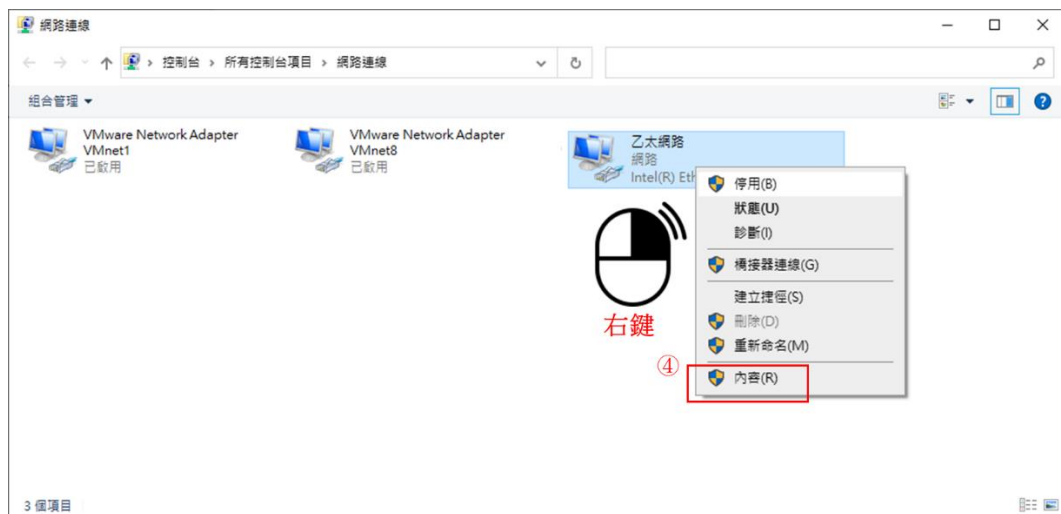 網路連線
控制台 › 所有控制台項目 › 網路連線
組合管理
VMware Network Adapter
VMnet1
已啟用
VMware Network Adapter
VMnet8
已啟用
乙太網路
網路
Intel(R) Eth
停用(B)
狀態(U)
診斷(I)
橋接器連線(G)
建立捷徑(S)
刪除(D)
重新命名(M)
內容(R)
右鍵
④
3 個項目